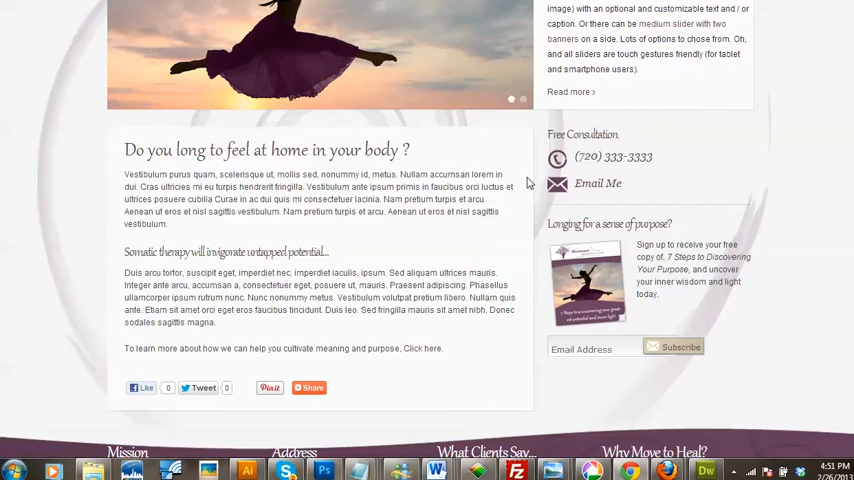 image) with an optional and customizable text and / or
caption. Or there can be medium slider with two
banners on a side. Lots of options to chose from. Oh,
and all sliders are touch gestures friendly (for tablet
and smartphone users).
Read more ›
Do you long to feel at home in your body ?
Vestibulum purus quam, scelerisque ut, mollis sed, nonummy id, metus. Nullam accumsan lorem in
dui. Cras ultricies mi eu turpis hendrerit fringilla. Vestibulum ante ipsum primis in faucibus orci luctus et
ultrices posuere cubilia Curae in ac dui quis mi consectetuer lacinia. Nam pretium turpis et arcu.
Aenean ut eros et nisl sagittis vestibulum. Nam pretium turpis et arcu. Aenean ut eros et nisl sagittis
vestibulum.
Somatic therapy will invigorate untapped potential...
Duis arcu tortor, suscipit eget, imperdiet nec, imperdiet iaculis, ipsum. Sed aliquam ultrices mauris.
Integer ante arcu, accumsan a, consectetuer eget, posuere ut, mauris. Praesent adipiscing. Phasellus
ullamcorper ipsum rutrum nunc. Nunc nonummy metus. Vestibulum volutpat pretium libero. Nullam quis
ante. Etiam sit amet orci eget eros faucibus tincidunt. Duis leo. Sed fringilla mauris sit amet nibh. Donec
sodales sagittis magna.
To learn more about how we can help you cultivate meaning and purpose, Click here.
Like
0
Tweet
0
Pin it
Share
Free Consultation
(720) 333-3333
Email Me
Longing for a sense of purpose?
Sign up to receive your free
copy of, 7 Steps to Discovering
Your Purpose, and uncover
your inner wisdom and light
today.
Email Address
Subscribe
Mission
Address
What Clients Say...
Why Move to Heal?
Ai
Ps
W
Fz
Dw
4:51 PM
2/26/2013